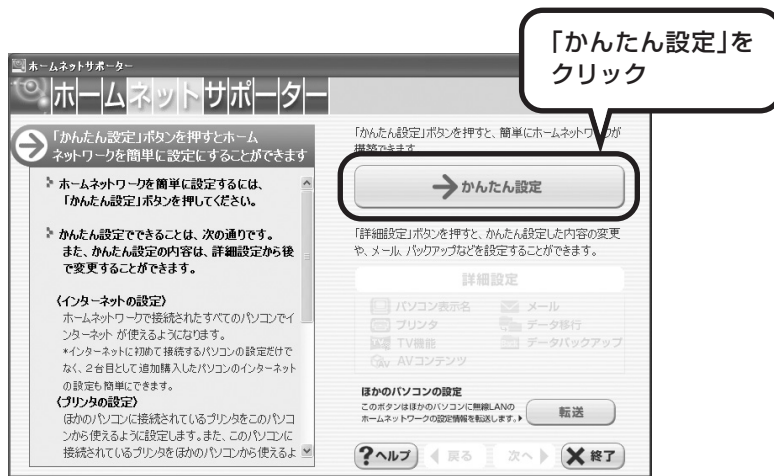 「かんたん設定」を
クリック
ホームネットサポーター
ホームネットサポーター
「かんたん設定」ボタンを押すとホーム
ネットワークを簡単に設定にすることができます
ホームネットワークを簡単に設定するには、
「かんたん設定」ボタンを押してください。
かんたん設定でできることは、次の通りです。
また、かんたん設定の内容は、詳細設定から後
で変更することができます。
〈インターネットの設定〉
ホームネットワークで接続されたすべてのパソコンでイ
ンターネット が使えるようになります。
*インターネットに初めて接続するパソコンの設定だけで
なく、2台目として追加購入したパソコンのインターネット
の設定も簡単にできます。
〈プリンタの設定〉
ほかのパソコンに接続されているプリンタをこのパソコ
ンから使えるように設定します。また、このパソコンに
接続されているプリンタをほかのパソコンから使えるよ
「かんたん設定」ボタンを押すと、簡単にホームネットワークが
構築できます
かんたん設定
「詳細設定」ボタンを押すと、かんたん設定した内容の変更
や、メール、バックアップなどを設定することができます。
詳細設定
パソコン表示名 メール
プリンタ データ移行
TV機能 データバックアップ
AVコンテンツ
ほかのパソコンの設定
このボタンはほかのパソコンに無線LANの
ホームネットワークの設定情報を転送します。
転送
?ヘルプ 戻る 次へ 終了